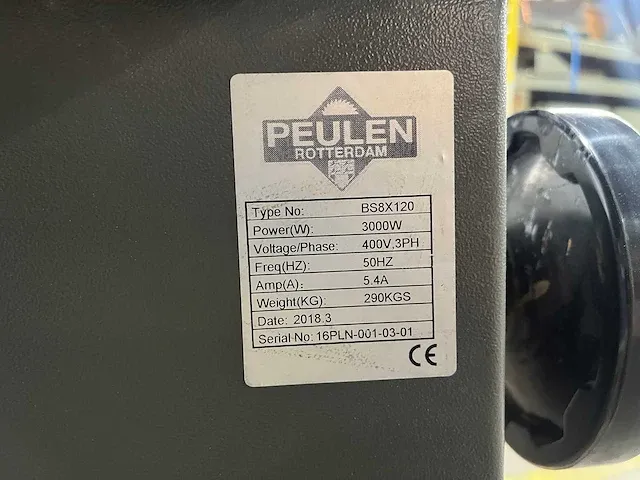 PEULEN
ROTTERDAM
Type No: BS8X120
Power(W): 3000W
Voltage/Phase: 400V,3PH
Freq(HZ): 50HZ
Amp(A): 5.4A
Weight(KG): 290KGS
Date: 2018.3
Serial No: 16PLN-001-03-01
CE